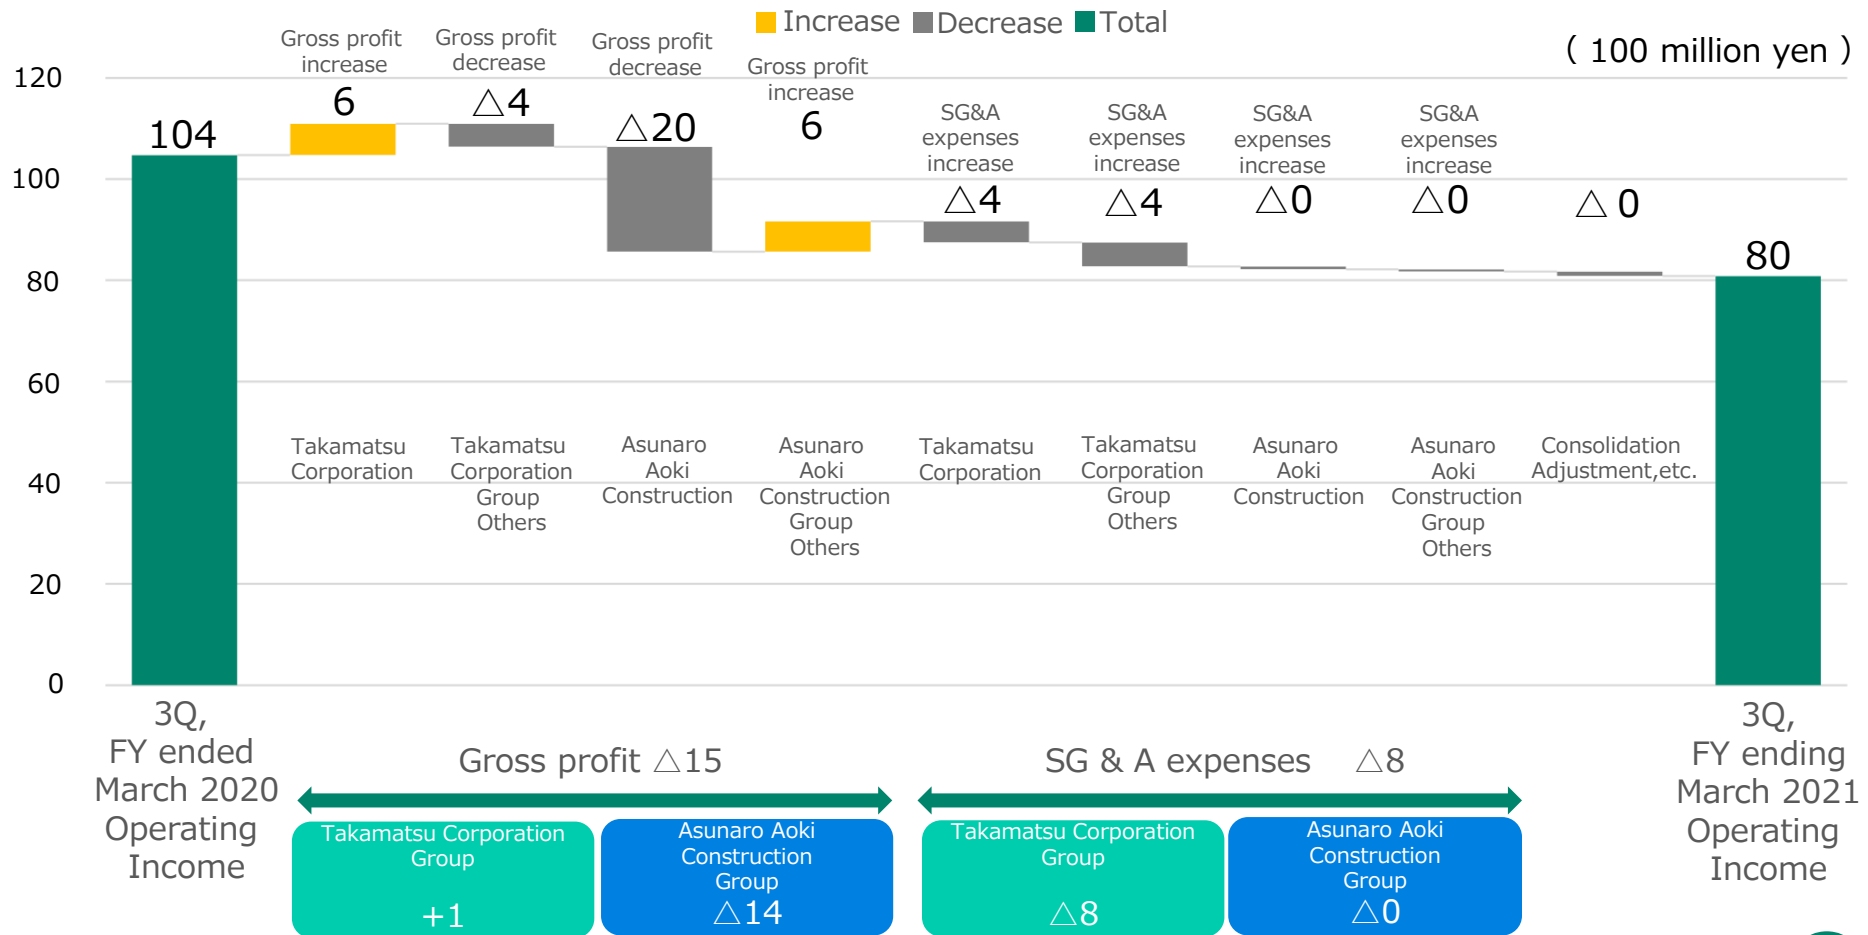 Increase Decrease Total
( 100 million yen )
Gross profit
increase
6
Gross profit
decrease
△4
Gross profit
decrease
△20
Gross profit
increase
6
SG&A
expenses
increase
△4
SG&A
expenses
increase
△4
SG&A
expenses
increase
△0
SG&A
expenses
increase
△0
△ 0
120
100
80
60
40
20
0
104
80
Takamatsu
Corporation
Takamatsu
Corporation
Group
Others
Asunaro
Aoki
Construction
Asunaro
Aoki
Construction
Group
Others
Takamatsu
Corporation
Takamatsu
Corporation
Group
Others
Asunaro
Aoki
Construction
Asunaro
Aoki
Construction
Group
Others
Consolidation
Adjustment,etc.
3Q,
FY ended
March 2020
Operating
Income
Gross profit △15
SG & A expenses △8
3Q,
FY ending
March 2021
Operating
Income
Takamatsu Corporation
Group
+1
Asunaro Aoki
Construction
Group
△14
Takamatsu Corporation
Group
△8
Asunaro Aoki
Construction
Group
△0